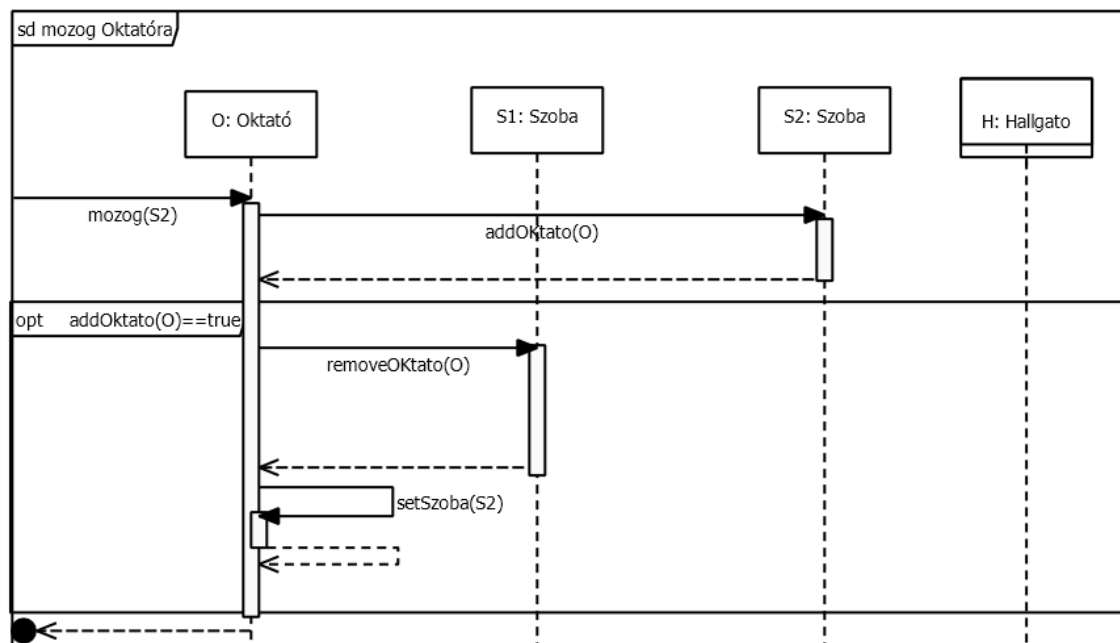 sd mozog Oktatóra
O: Oktató
S1: Szoba
S2: Szoba
H: Hallgato
mozog(S2)
addOKtato(O)
opt addOktato(O)==true
removeOKtato(O)
setSzoba(S2)